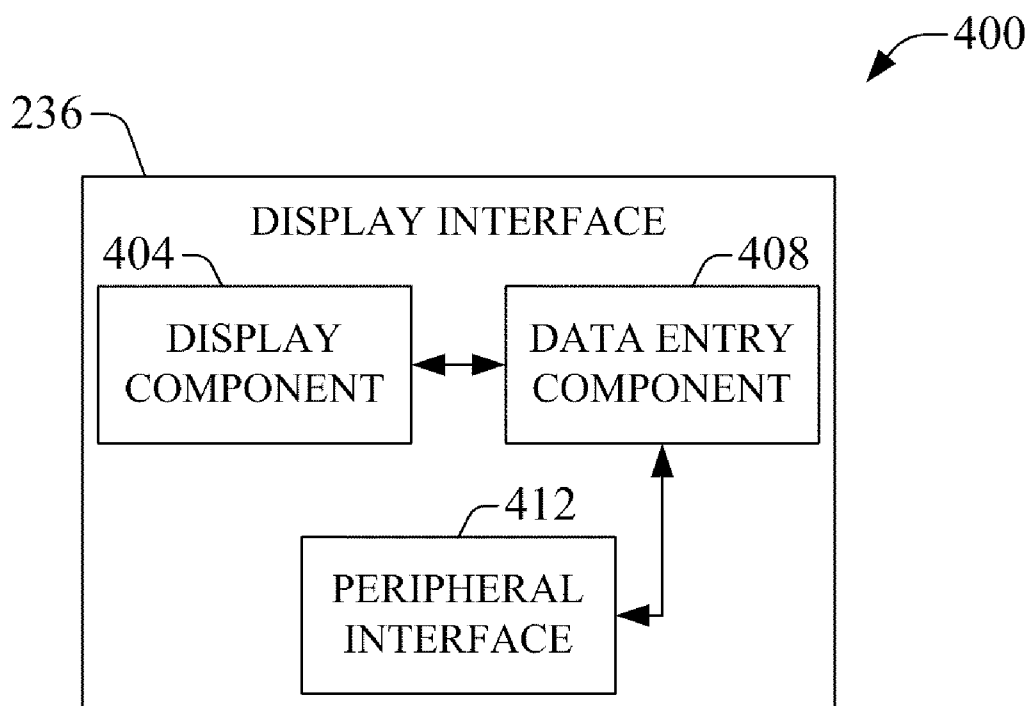 400
236
DISPLAY INTERFACE
404
408
DISPLAY
COMPONENT
DATA ENTRY
COMPONENT
412
PERIPHERAL
INTERFACE